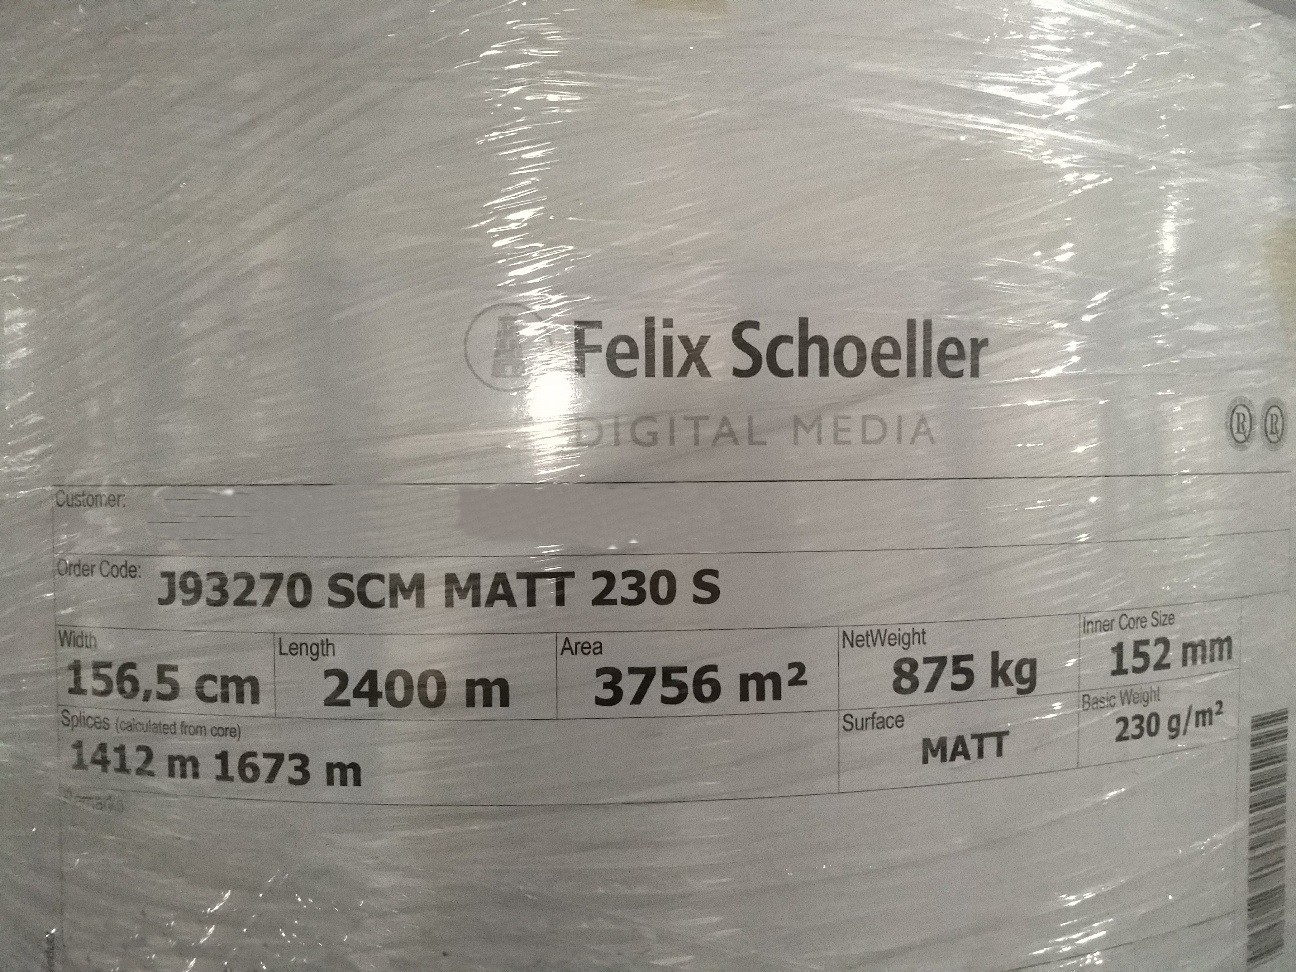 Felix Schoeller
DIGITAL MEDIA
® ®
Customer:
Order Code: J93270 SCM MATT 230 S
Width
156,5 cm
Length
2400 m
Area
3756 m²
NetWeight
875 kg
Inner Core Size
152 mm
Splices (calculated from core)
1412 m 1673 m
Surface
MATT
Basic Weight
230 g/m²
Remarks